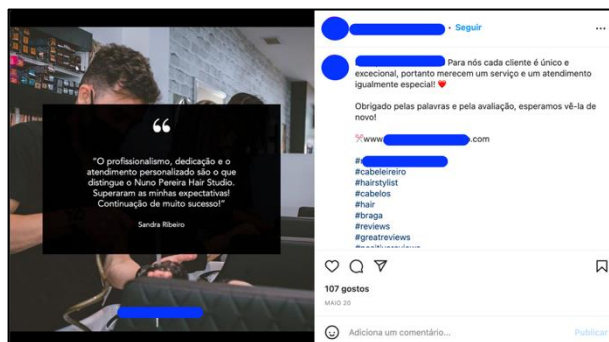 “O profissionalismo, dedicação e o
atendimento personalizado são o que
distingue o Nuno Pereira Hair Studio.
Superaram as minhas expectativas!
Continuação de muito sucesso!”
Sandra Ribeiro
• Seguir
Para nós cada cliente é único e
excecional, portanto merecem um serviço e um atendimento
igualmente especial!! ❤️
Obrigado pelas palavras e pela avaliação, esperamos vê-la de
novo!
✂️www .com
#cabeleireiro
#hairstylist
#cabelos
#hair
#braga
#reviews
#greatreviews
107 gostos
MAIO 20
Adiciona um comentário... Publicar